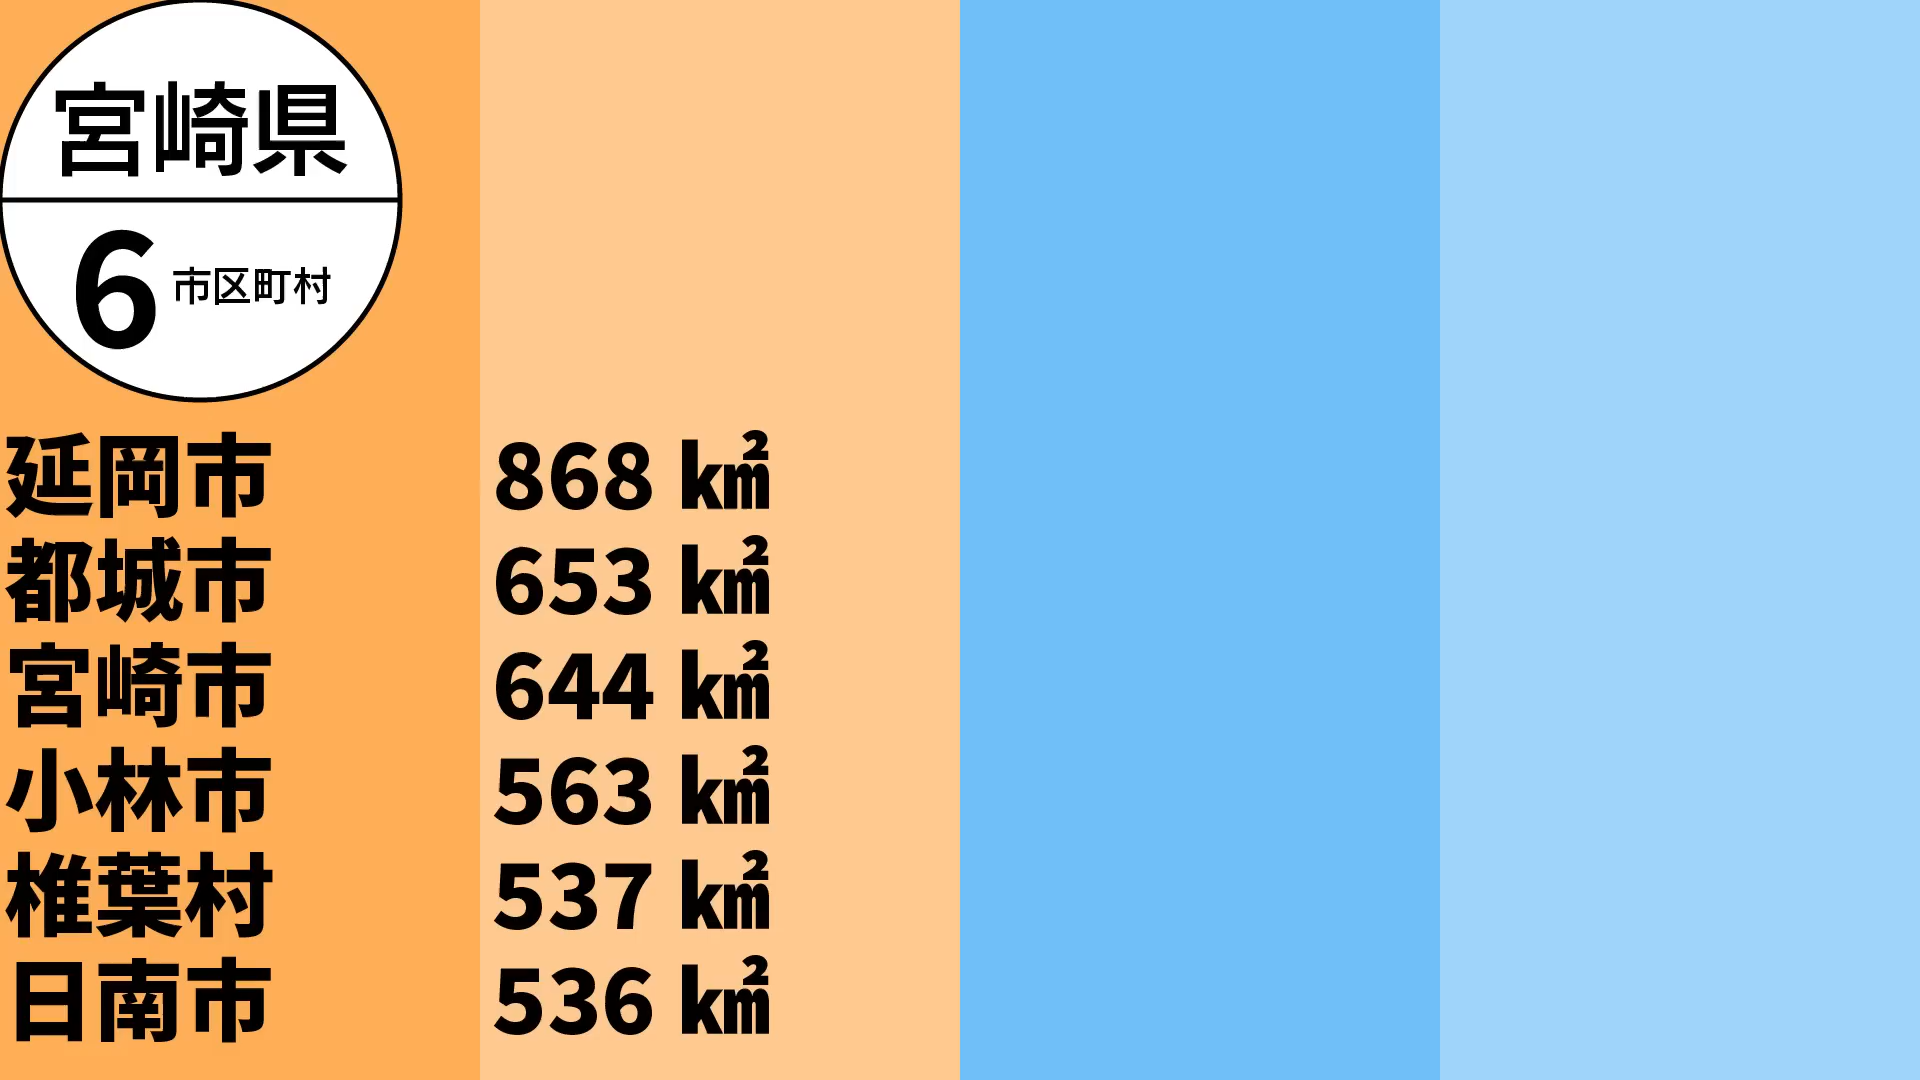 宮崎県
6 市区町村
延岡市 868 ㎢
都城市 653 ㎢
宮崎市 644 ㎢
小林市 563 ㎢
椎葉村 537 ㎢
日南市 536 ㎢